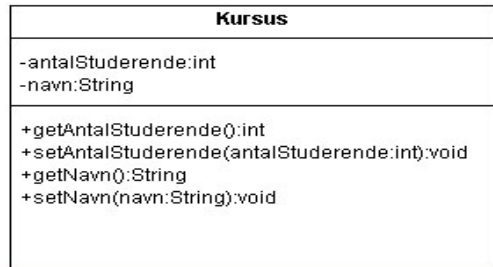 Kursus
-antalStuderende:int
-navn:String
+getAntalStuderende():int
+setAntalStuderende(antalStuderende:int):void
+getNavn():String
+setNavn(navn:String):void